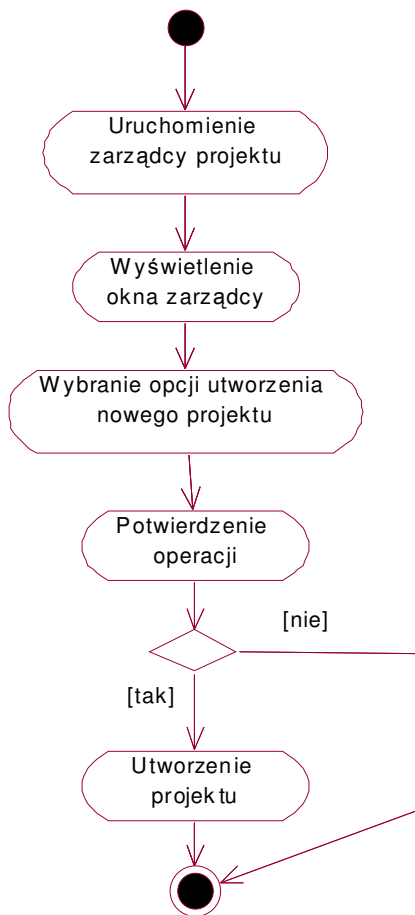 Uruchomienie
zarządcy projektu
Wyświetlenie
okna zarządcy
Wybranie opcji utworzenia
nowego projektu
Potwierdzenie
operacji
[nie]
[tak]
Utworzenie
projektu